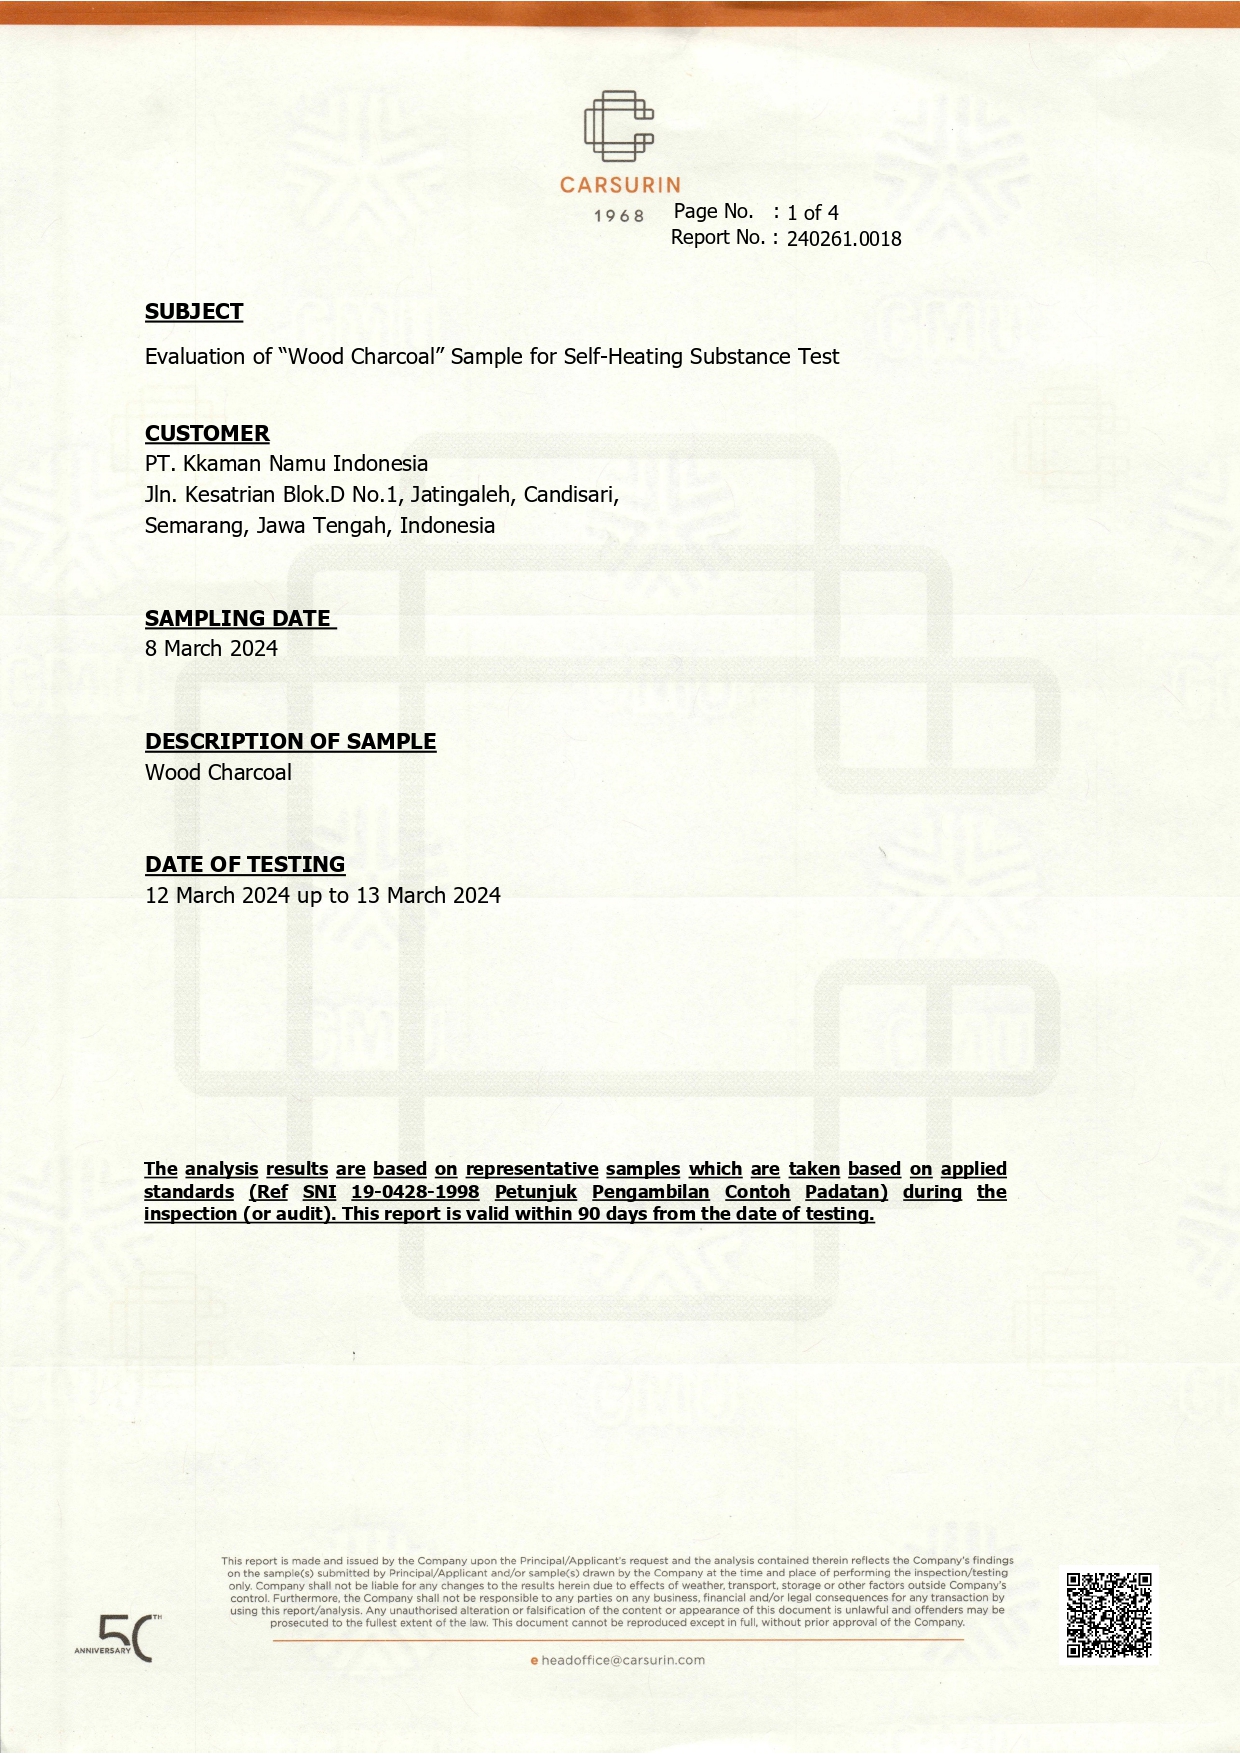 CARSURIN
1968
Page No. : 1 of 4
Report No. : 240261.0018
SUBJECT
Evaluation of “Wood Charcoal” Sample for Self-Heating Substance Test
CUSTOMER
PT. Kkaman Namu Indonesia
Jln. Kesatrian Blok.D No.1, Jatingaleh, Candisari,
Semarang, Jawa Tengah, Indonesia
SAMPLING DATE
8 March 2024
DESCRIPTION OF SAMPLE
Wood Charcoal
DATE OF TESTING
12 March 2024 up to 13 March 2024
The analysis results are based on representative samples which are taken based on applied
standards (Ref SNI 19-0428-1998 Petunjuk Pengambilan Contoh Padatan) during the
inspection (or audit). This report is valid within 90 days from the date of testing.
This report is made and issued by the Company upon the Principal/Applicant's request and the analysis contained therein reflects the Company's findings
on the sample(s) submitted by Principal/Applicant and/or sample(s) drawn by the Company at the time and place of performing the inspection/testing
only. Company shall not be liable for any changes to the results herein due to effects of weather, transport, storage or other factors outside Company's
control. Furthermore, the Company shall not be responsible to any parties on any business, financial and/or legal consequences for any transaction by
using this report/analysis. Any unauthorised alteration or falsification of the content or appearance of this document is unlawful and offenders may be
prosecuted to the fullest extent of the law. This document cannot be reproduced except in full, without prior approval of the Company.
50TH
ANNIVERSARY
e headoffice@carsurin.com